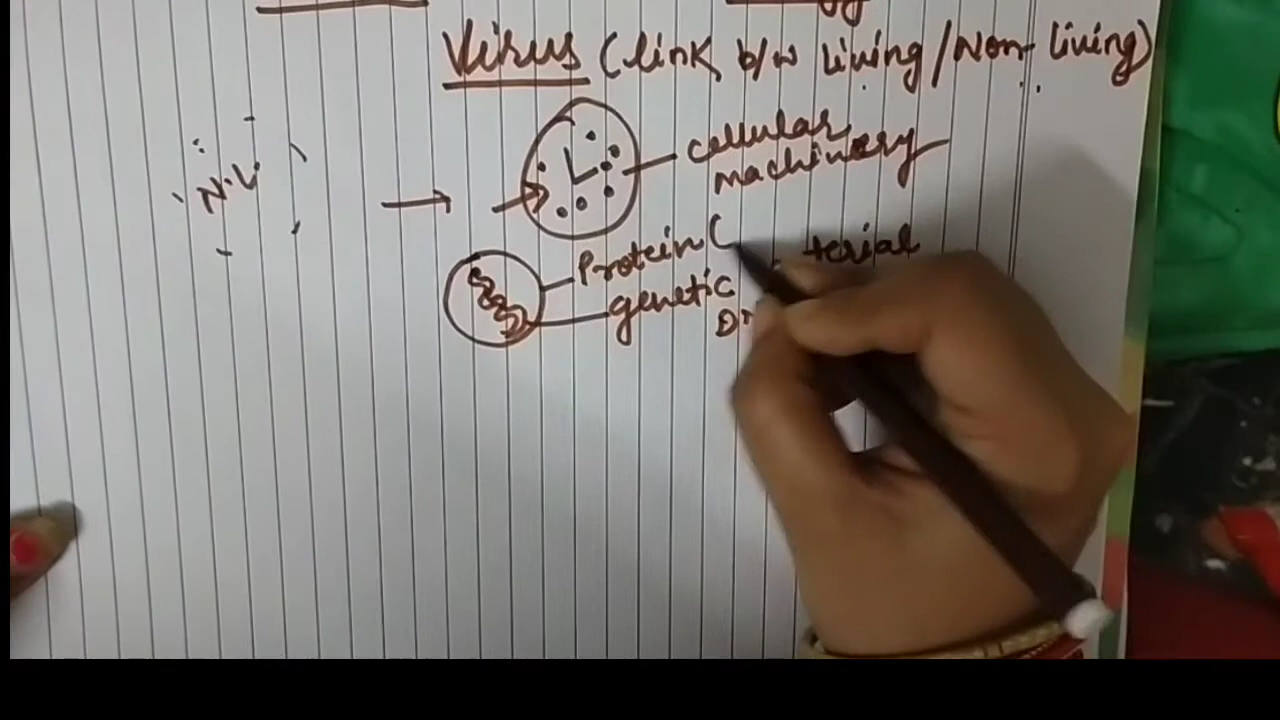 Virus (link b/w living/Non-living)
cellular
machinery
N.L
Protein (
genetic terial